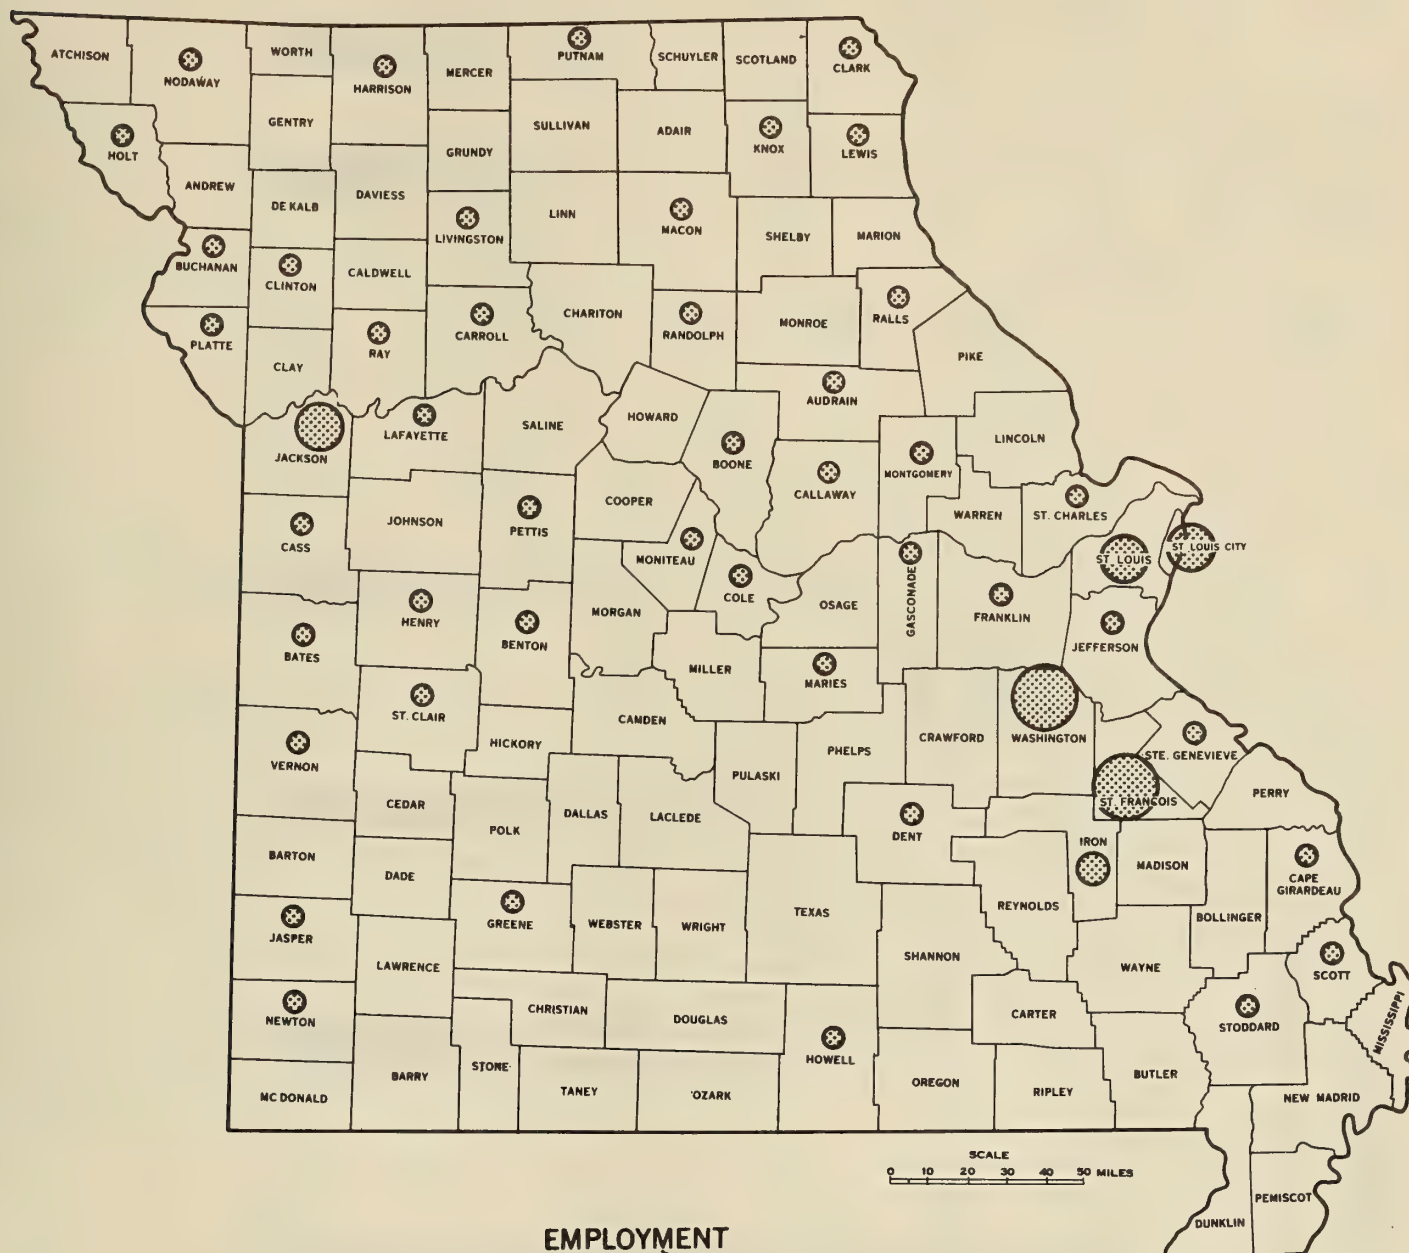 ATCHISON
NODAWAY
WORTH
HARRISON
MERCER
PUTNAM
SCHUYLER
SCOTLAND
CLARK
HOLT
GENTRY
GRUNDY
SULLIVAN
ADAIR
KNOX
LEWIS
ANDREW
DE KALB
DAVIESS
LIVINGSTON
LINN
MACON
SHELBY
MARION
BUCHANAN
CLINTON
CALDWELL
CARROLL
CHARITON
RANDOLPH
MONROE
RALLS
PLATTE
CLAY
RAY
PIKE
AUDRAIN
JACKSON
LAFAYETTE
SALINE
HOWARD
BOONE
CALLAWAY
MONTGOMERY
LINCOLN
CASS
JOHNSON
PETTIS
COOPER
MONITEAU
COLE
WARREN
ST. CHARLES
ST. LOUIS
ST. LOUIS CITY
BATES
HENRY
BENTON
MORGAN
MILLER
OSAGE
GASCONADE
FRANKLIN
JEFFERSON
MARIES
ST. CLAIR
HICKORY
CAMDEN
PULASKI
PHELPS
CRAWFORD
WASHINGTON
STE. GENEVIEVE
VERNON
CEDAR
POLK
DALLAS
LACLEDE
DENT
ST. FRANCOIS
PERRY
IRON
MADISON
CAPE
GIRARDEAU
BARTON
DADE
GREENE
WEBSTER
WRIGHT
TEXAS
REYNOLDS
BOLLINGER
JASPER
LAWRENCE
SHANNON
WAYNE
SCOTT
MISSISSIPPI
NEWTON
CHRISTIAN
DOUGLAS
HOWELL
CARTER
STODDARD
MC DONALD
BARRY
STONE
TANEY
OZARK
OREGON
RIPLEY
BUTLER
NEW MADRID
PEMISCOT
DUNKLIN
SCALE
0 10 20 30 40 50 MILES
EMPLOYMENT